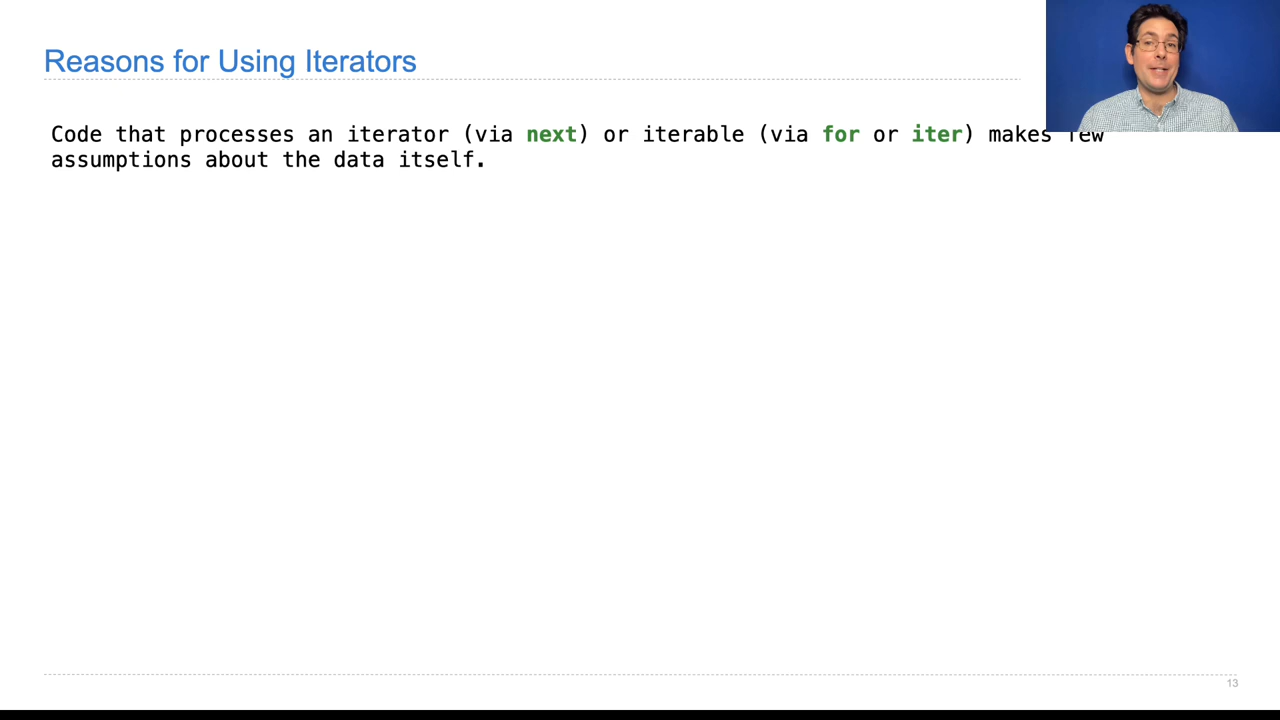 Reasons for Using Iterators
Code that processes an iterator (via next) or iterable (via for or iter) makes few
assumptions about the data itself.
13